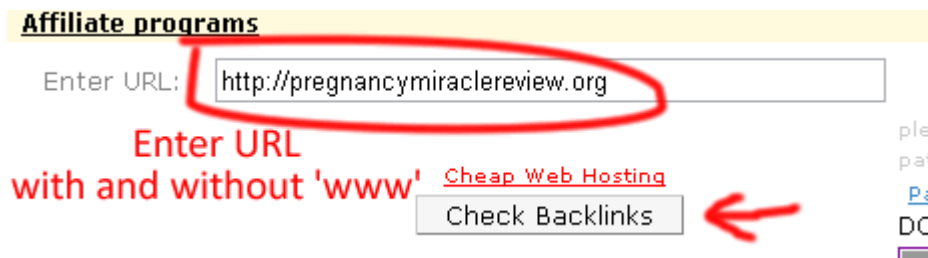 Affiliate programs
Enter URL: http://pregnancymiraclereview.org
Enter URL
with and without 'www'
Cheap Web Hosting
Check Backlinks